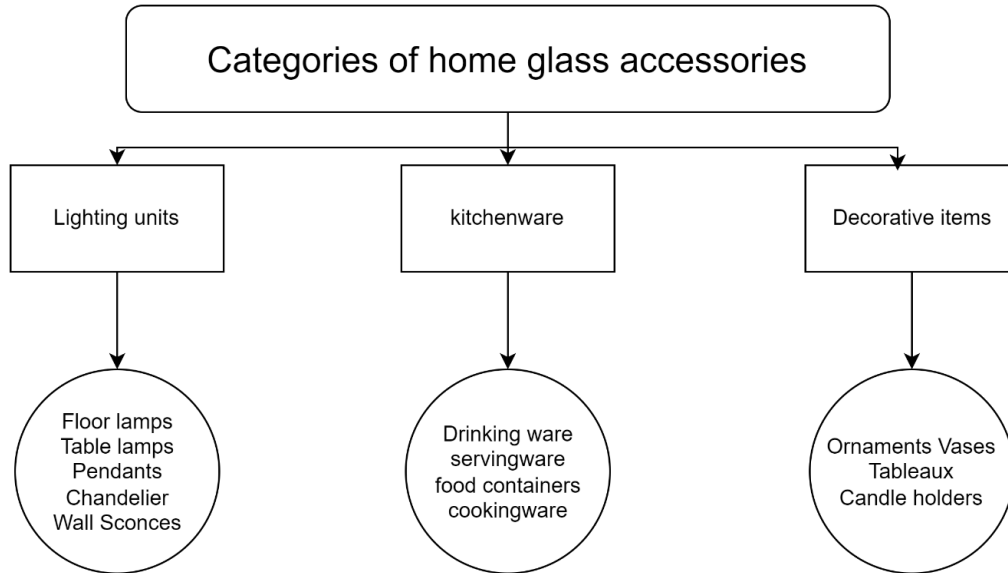 Categories of home glass accessories
Lighting units
kitchenware
Decorative items
Floor lamps
Table lamps
Pendants
Chandelier
Wall Sconces
Drinking ware
servingware
food containers
cookingware
Ornaments Vases
Tableaux
Candle holders